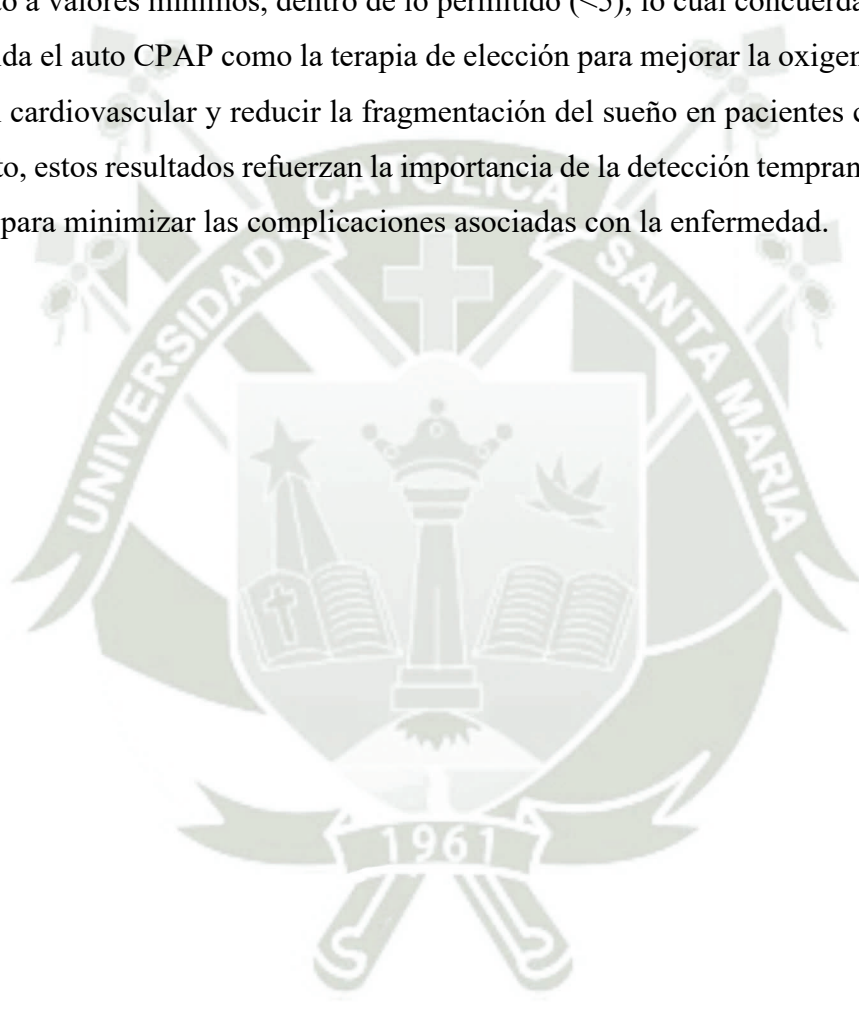 to a valores mínimos, dentro de lo permitido (<5), lo cual concuerda
da el auto CPAP como la terapia de elección para mejorar la oxigen
cardiovascular y reducir la fragmentación del sueño en pacientes
to, estos resultados refuerzan la importancia de la detección tempran
para minimizar las complicaciones asociadas con la enfermedad.
CATOLICA
UNIVERSIDAD
SANTA MARIA
1961